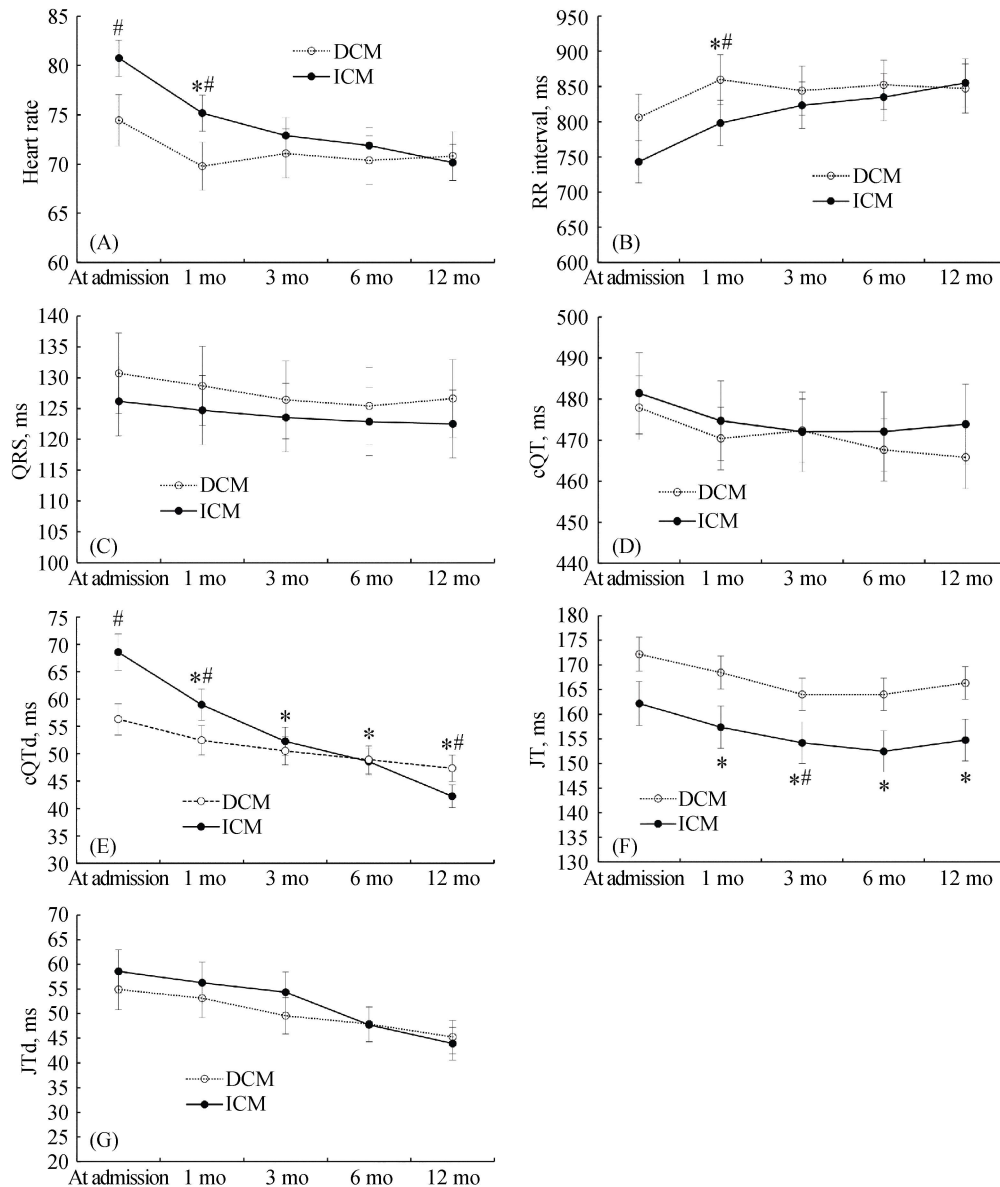 Heart rate
85
80
75
70
65
60
#
*#
DCM
ICM
(A)
At admission 1 mo 3 mo 6 mo 12 mo
RR interval, ms
950
900
850
800
750
700
650
600
*#
DCM
ICM
(B)
At admission 1 mo 3 mo 6 mo 12 mo
QRS, ms
140
135
130
125
120
115
110
105
100
DCM
ICM
(C)
At admission 1 mo 3 mo 6 mo 12 mo
cQT, ms
500
490
480
470
460
450
440
DCM
ICM
(D)
At admission 1 mo 3 mo 6 mo 12 mo
cQTd, ms
75
70
65
60
55
50
45
40
35
30
#
*#
*
*
*#
DCM
ICM
(E)
At admission 1 mo 3 mo 6 mo 12 mo
JT, ms
180
175
170
165
160
155
150
145
140
135
130
*
*#
*
*
DCM
ICM
(F)
At admission 1 mo 3 mo 6 mo 12 mo
JTd, ms
70
65
60
55
50
45
40
35
30
25
20
DCM
ICM
(G)
At admission 1 mo 3 mo 6 mo 12 mo